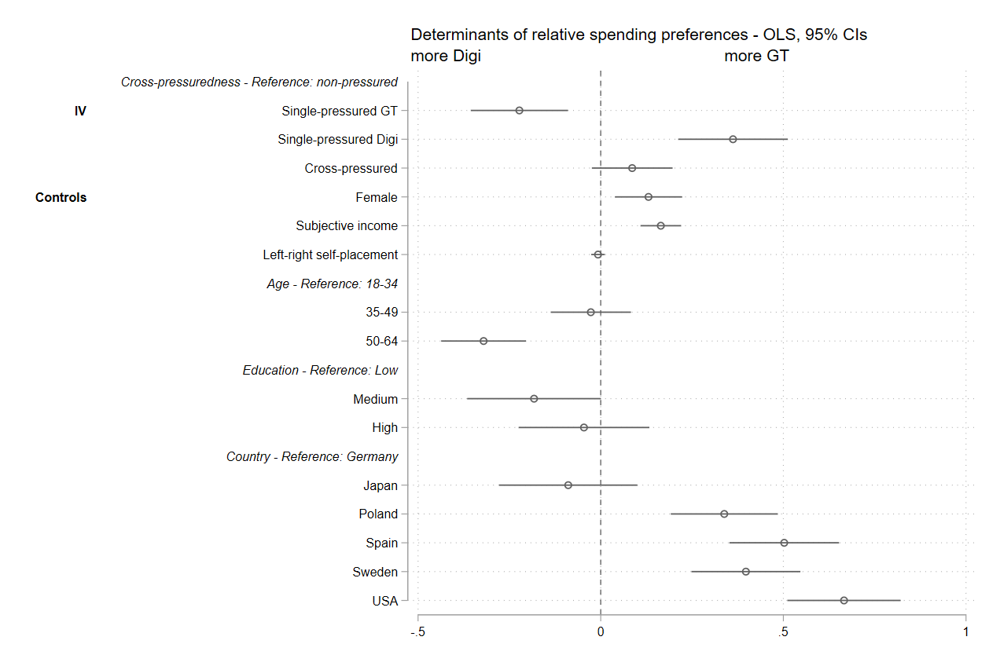 Determinants of relative spending preferences - OLS, 95% CIs
more Digi more GT
Cross-pressuredness - Reference: non-pressured
IV Single-pressured GT
Single-pressured Digi
Cross-pressured
Controls Female
Subjective income
Left-right self-placement
Age - Reference: 18-34
35-49
50-64
Education - Reference: Low
Medium
High
Country - Reference: Germany
Japan
Poland
Spain
Sweden
USA
-.5 0 .5 1